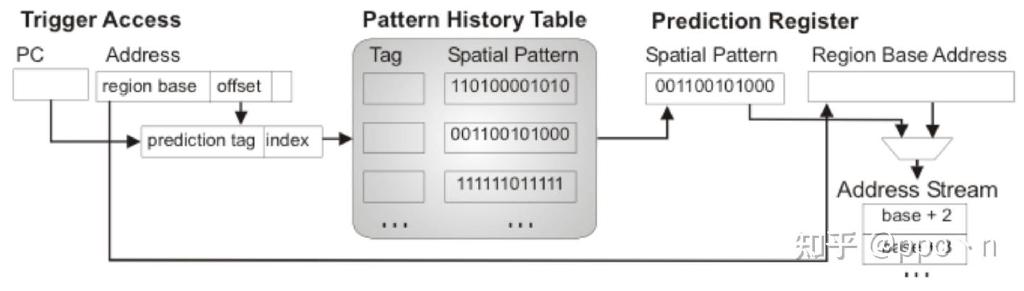 Trigger Access
PC
Address
region base
offset
prediction tag
index
Pattern History Table
Tag
Spatial Pattern
110100001010
001100101000
111111011111
...
...
Prediction Register
Spatial Pattern
Region Base Address
001100101000
Address Stream
base + 2
base + 3
...
知乎